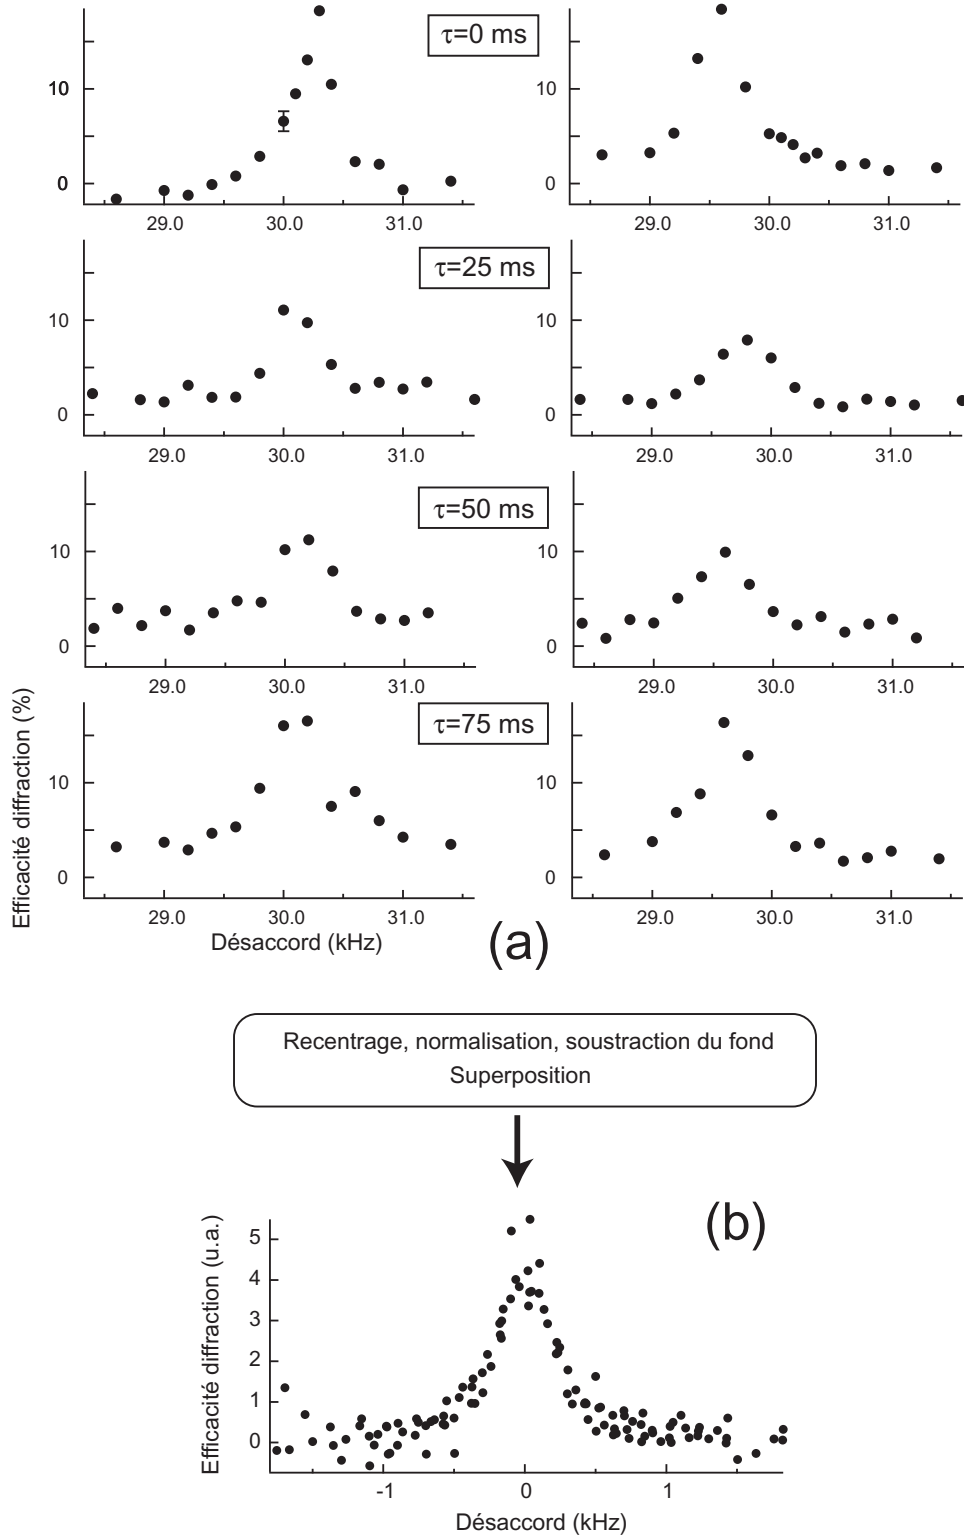 τ=0 ms
10
0
29.0 30.0 31.0
10
0
29.0 30.0 31.0
τ=25 ms
10
0
29.0 30.0 31.0
10
0
29.0 30.0 31.0
τ=50 ms
10
0
29.0 30.0 31.0
10
0
29.0 30.0 31.0
τ=75 ms
10
0
29.0 30.0 31.0
10
0
29.0 30.0 31.0
Efficacité diffraction (%)
Désaccord (kHz)
(a)
Recentrage, normalisation, soustraction du fond
Superposition
(b)
Efficacité diffraction (u.a.)
5
4
3
2
1
0
-1 0 1
Désaccord (kHz)